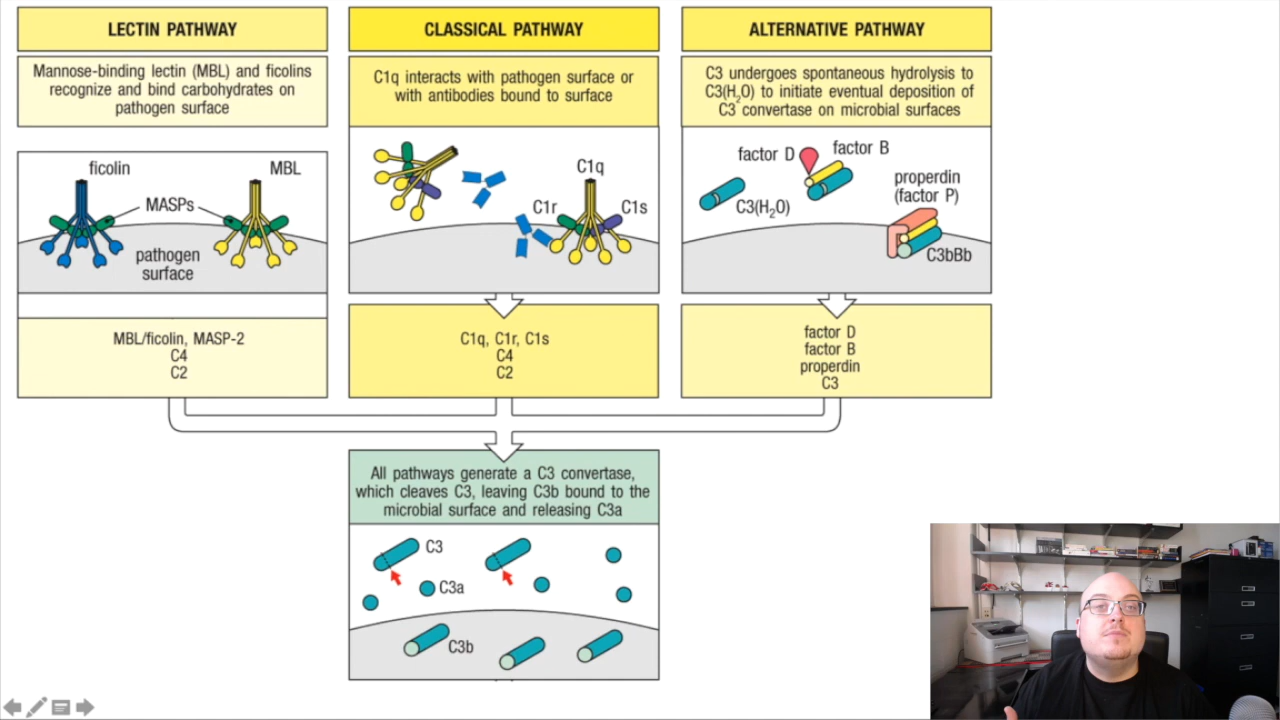 LECTIN PATHWAY
Mannose-binding lectin (MBL) and ficolins
recognize and bind carbohydrates on
pathogen surface
ficolin
MBL
MASPs
pathogen
surface
MBL/ficolin, MASP-2
C4
C2
CLASSICAL PATHWAY
C1q interacts with pathogen surface or
with antibodies bound to surface
C1q
C1r
C1s
C1q, C1r, C1s
C4
C2
ALTERNATIVE PATHWAY
C3 undergoes spontaneous hydrolysis to
C3(H₂O) to initiate eventual deposition of
C3 convertase on microbial surfaces
factor D
factor B
properdin
(factor P)
C3(H₂O)
C3bBb
factor D
factor B
properdin
C3
All pathways generate a C3 convertase,
which cleaves C3, leaving C3b bound to the
microbial surface and releasing C3a
C3
C3a
C3b